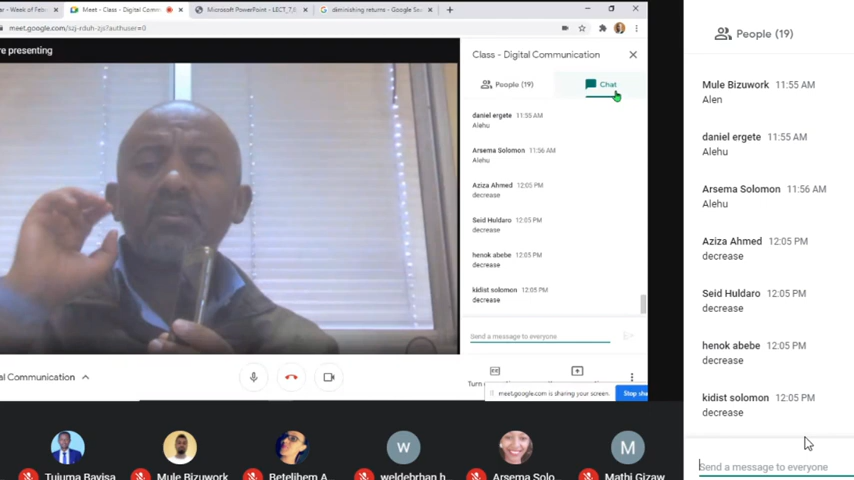 ar - Week of Februar
Meet - Class - Digital Comm
Microsoft PowerPoint - LECT_7,8
diminishing returns - Google Sea
meet.google.com/szj-rduh-zjs?authuser=0
re presenting
Class - Digital Communication
People (19)
Chat
daniel ergete 11:55 AM
Alehu
Arsema Solomon 11:56 AM
Alehu
Aziza Ahmed 12:05 PM
decrease
Seid Huldaro 12:05 PM
decrease
henok abebe 12:05 PM
decrease
kidist solomon 12:05 PM
decrease
Send a message to everyone
al Communication
Turn
meet.google.com is sharing your screen.
Stop sha
People (19)
Mule Bizuwork 11:55 AM
Alen
daniel ergete 11:55 AM
Alehu
Arsema Solomon 11:56 AM
Alehu
Aziza Ahmed 12:05 PM
decrease
Seid Huldaro 12:05 PM
decrease
henok abebe 12:05 PM
decrease
kidist solomon 12:05 PM
decrease
Send a message to everyone
W
M
Tujuma Bayisa
Mule Bizuwork
Betelihem A
weldebrhan h
Arsema Solo...
Mathi Gizaw